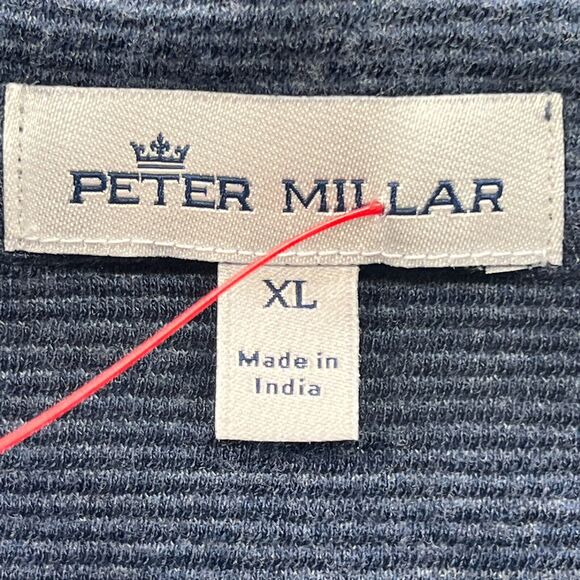 PETER MILLAR
XL
Made in
India